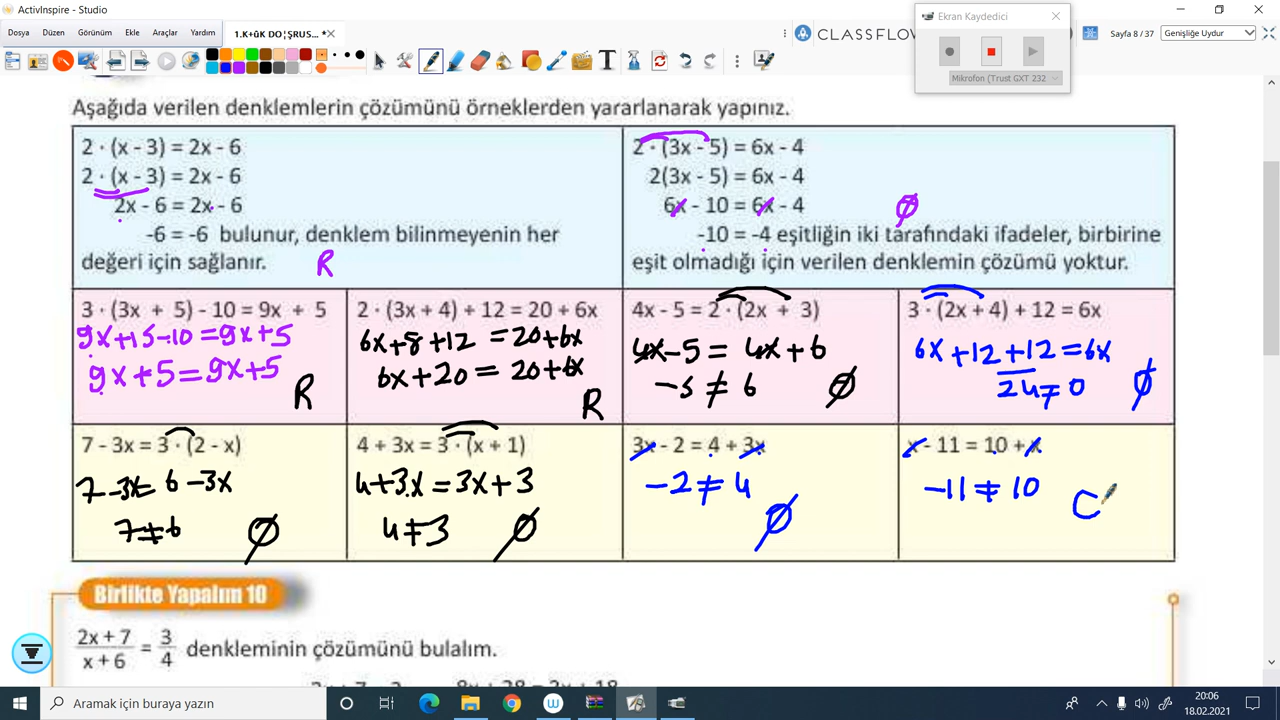 ActivInspire - Studio
Dosya Düzen Görünüm Ekle Araçlar Yardım
1.K+ûK DO¦ŞRUS...
CLASSFLOW
Sayfa 8 / 37
Genişliğe Uydur
Ekran Kaydedici
Mikrofon (Trust GXT 232
Aşağıda verilen denklemlerin çözümünü örneklerden yararlanarak yapınız.
2 · (x - 3) = 2x - 6
2 · (x - 3) = 2x - 6
2x - 6 = 2x - 6
-6 = -6 bulunur, denklem bilinmeyenin her
değeri için sağlanır. R
2 · (3x - 5) = 6x - 4
2(3x - 5) = 6x - 4
6x - 10 = 6x - 4 ∅
-10 = -4 eşitliğin iki tarafındaki ifadeler, birbirine
eşit olmadığı için verilen denklemin çözümü yoktur.
3 · (3x + 5) - 10 = 9x + 5
9x+15-10=9x+5
9x+5=9x+5
R
2 · (3x + 4) + 12 = 20 + 6x
6x+8+12 = 20+6x
6x+20 = 20+6x
R
4x - 5 = 2 · (2x + 3)
4x-5 = 4x+6
-5 ≠ 6 ∅
3 · (2x + 4) + 12 = 6x
6x+12+12=6x
24≠0 ∅
7 - 3x = 3 · (2 - x)
7-3x= 6-3x
7≠6 ∅
4 + 3x = 3 · (x + 1)
4+3x=3x+3
4≠3 ∅
3x - 2 = 4 + 3x
-2≠4
∅
x - 11 = 10 + x
-11≠10
Birlikte Yapalım 10
2x + 7 / x + 6 = 3 / 4 denkleminin çözümünü bulalım.
Aramak için buraya yazın
20:06
18.02.2021